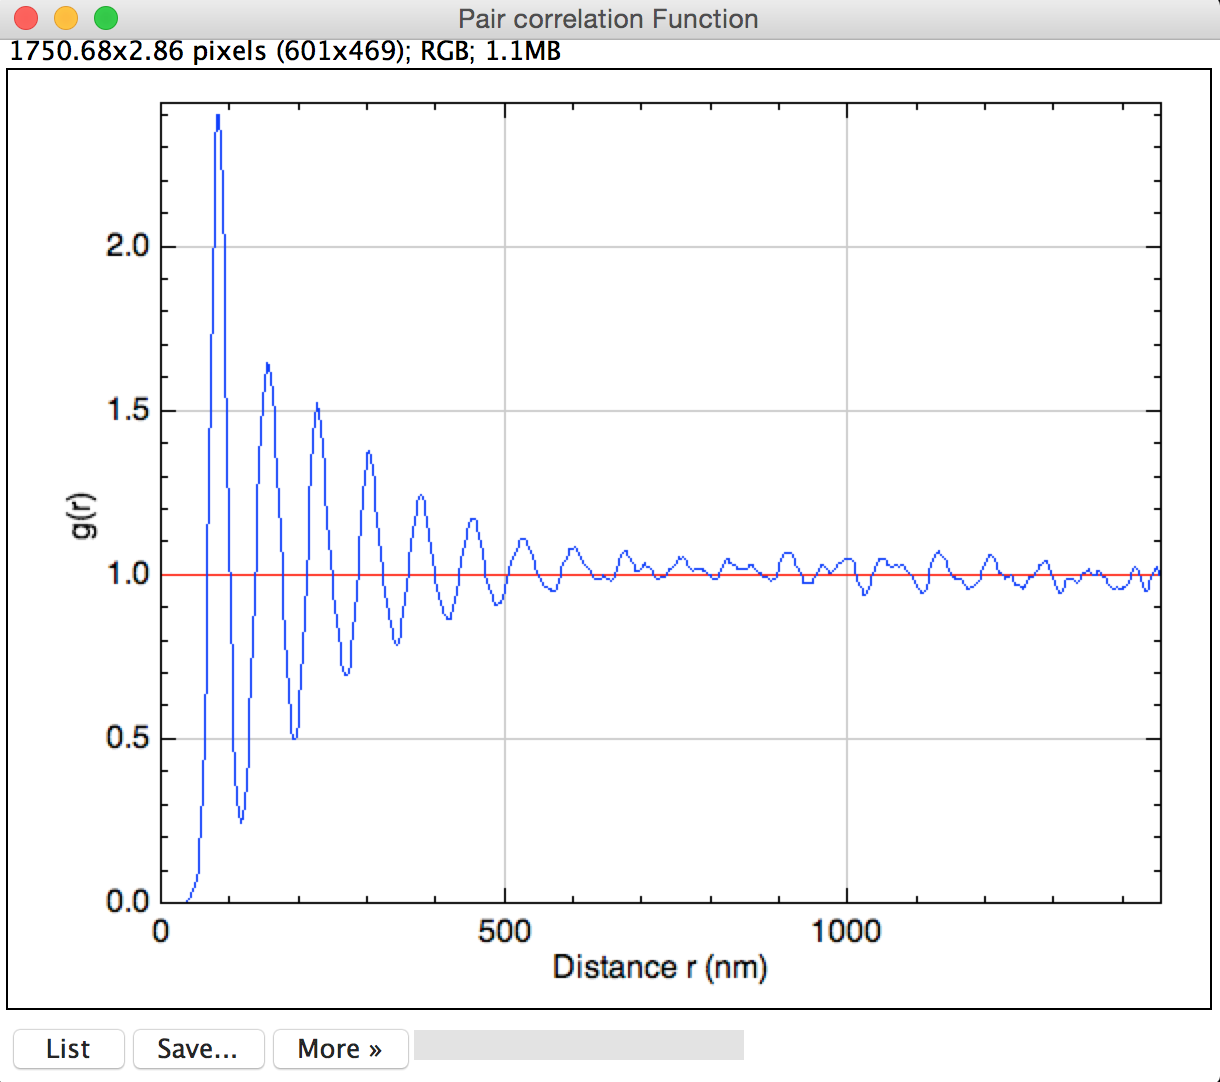 Pair correlation Function
1750.68x2.86 pixels (601x469); RGB; 1.1MB
2.0
1.5
g(r)
1.0
0.5
0.0
0 500 1000
Distance r (nm)
List Save... More »